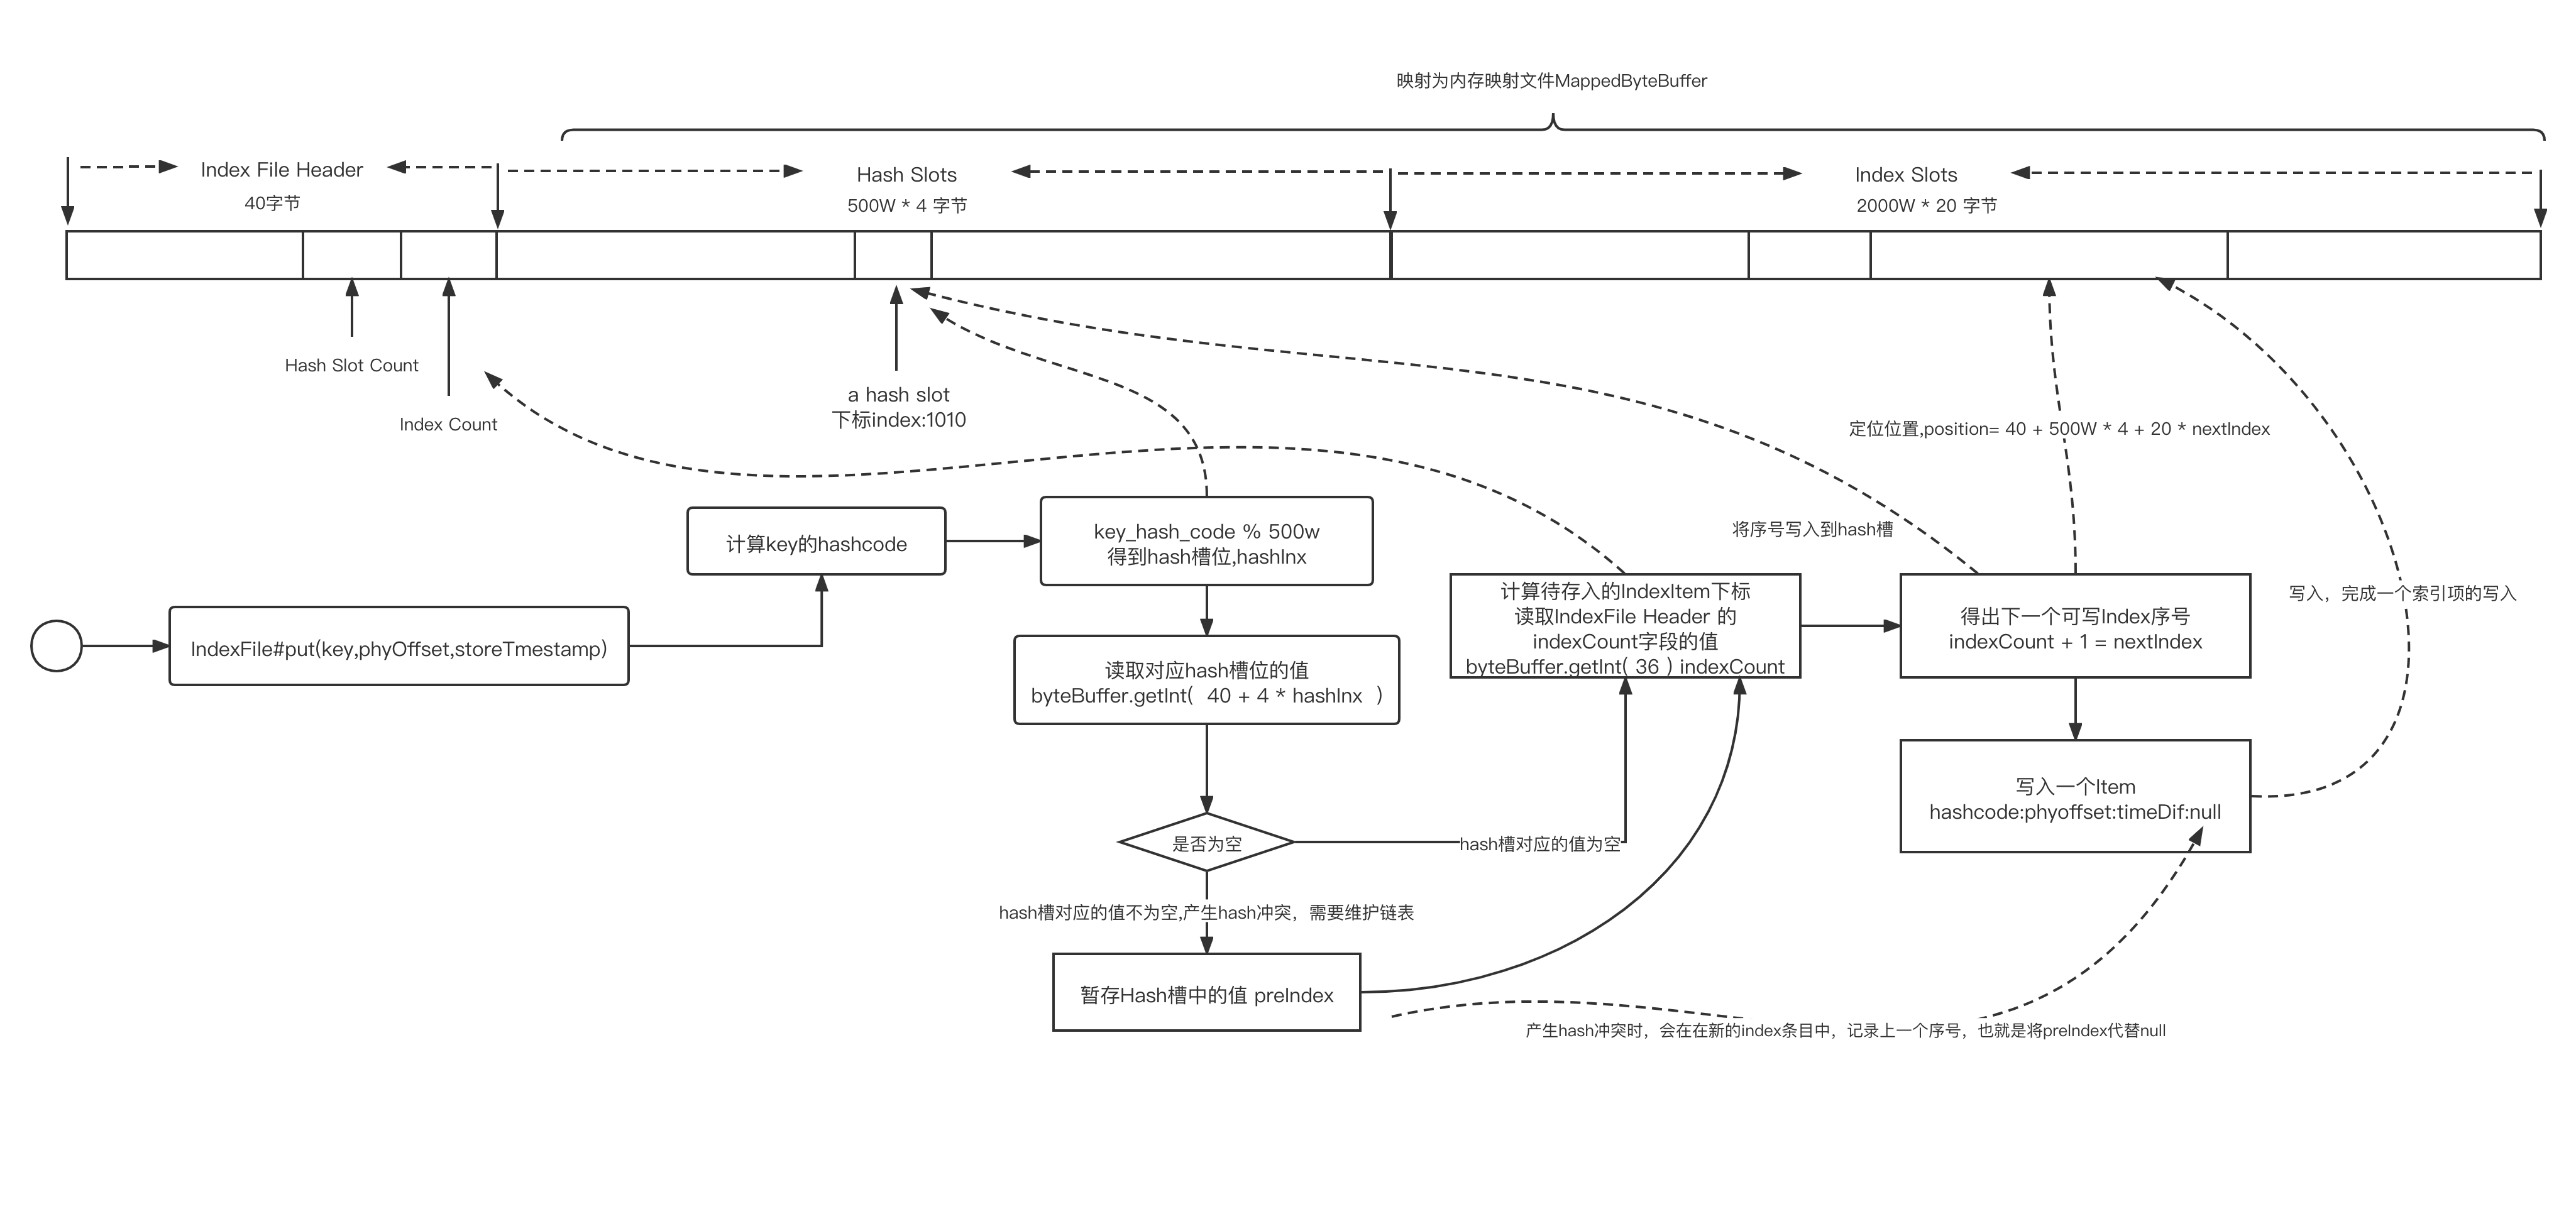 映射为内存映射文件MappedByteBuffer
Index File Header
40字节
Hash Slots
500W * 4 字节
Index Slots
2000W * 20 字节
Hash Slot Count
Index Count
a hash slot
下标index:1010
定位位置,position= 40 + 500W * 4 + 20 * nextIndex
将序号写入到hash槽
写入，完成一个索引项的写入
IndexFile#put(key,phyOffset,storeTmestamp)
计算key的hashcode
key_hash_code % 500w
得到hash槽位,hashInx
读取对应hash槽位的值
byteBuffer.getInt( 40 + 4 * hashInx )
是否为空
hash槽对应的值为空
hash槽对应的值不为空,产生hash冲突，需要维护链表
暂存Hash槽中的值 preIndex
计算待存入的IndexItem下标
读取IndexFile Header 的
indexCount字段的值
byteBuffer.getInt( 36 ) indexCount
得出下一个可写Index序号
indexCount + 1 = nextIndex
写入一个Item
hashcode:phyoffset:timeDif:null
产生hash冲突时，会在在新的index条目中，记录上一个序号，也就是将preIndex代替null